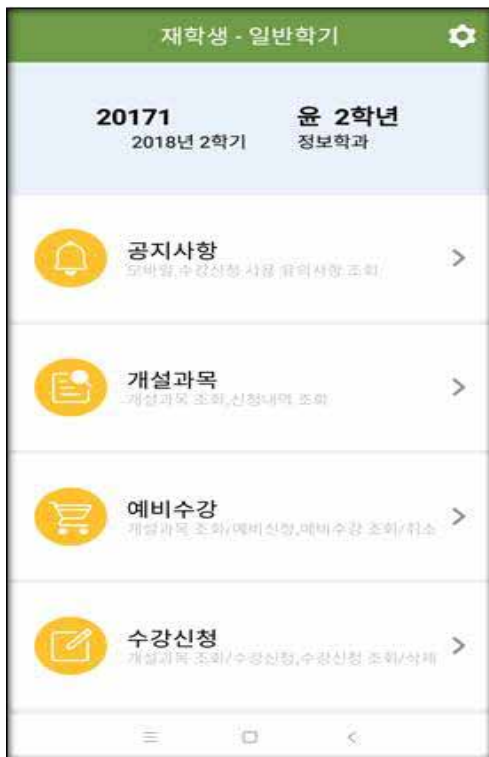 재학생 - 일반학기
20171 윤 2학년
2018년 2학기 정보학과
공지사항
모바일 수강신청 사용 유의사항 조회
개설과목
개설과목 조회,신청내역 조회
예비수강
개설과목 조회/예비신청,예비수강 조회/취소
수강신청
개설과목 조회/수강신청,수강신청 조회/삭제